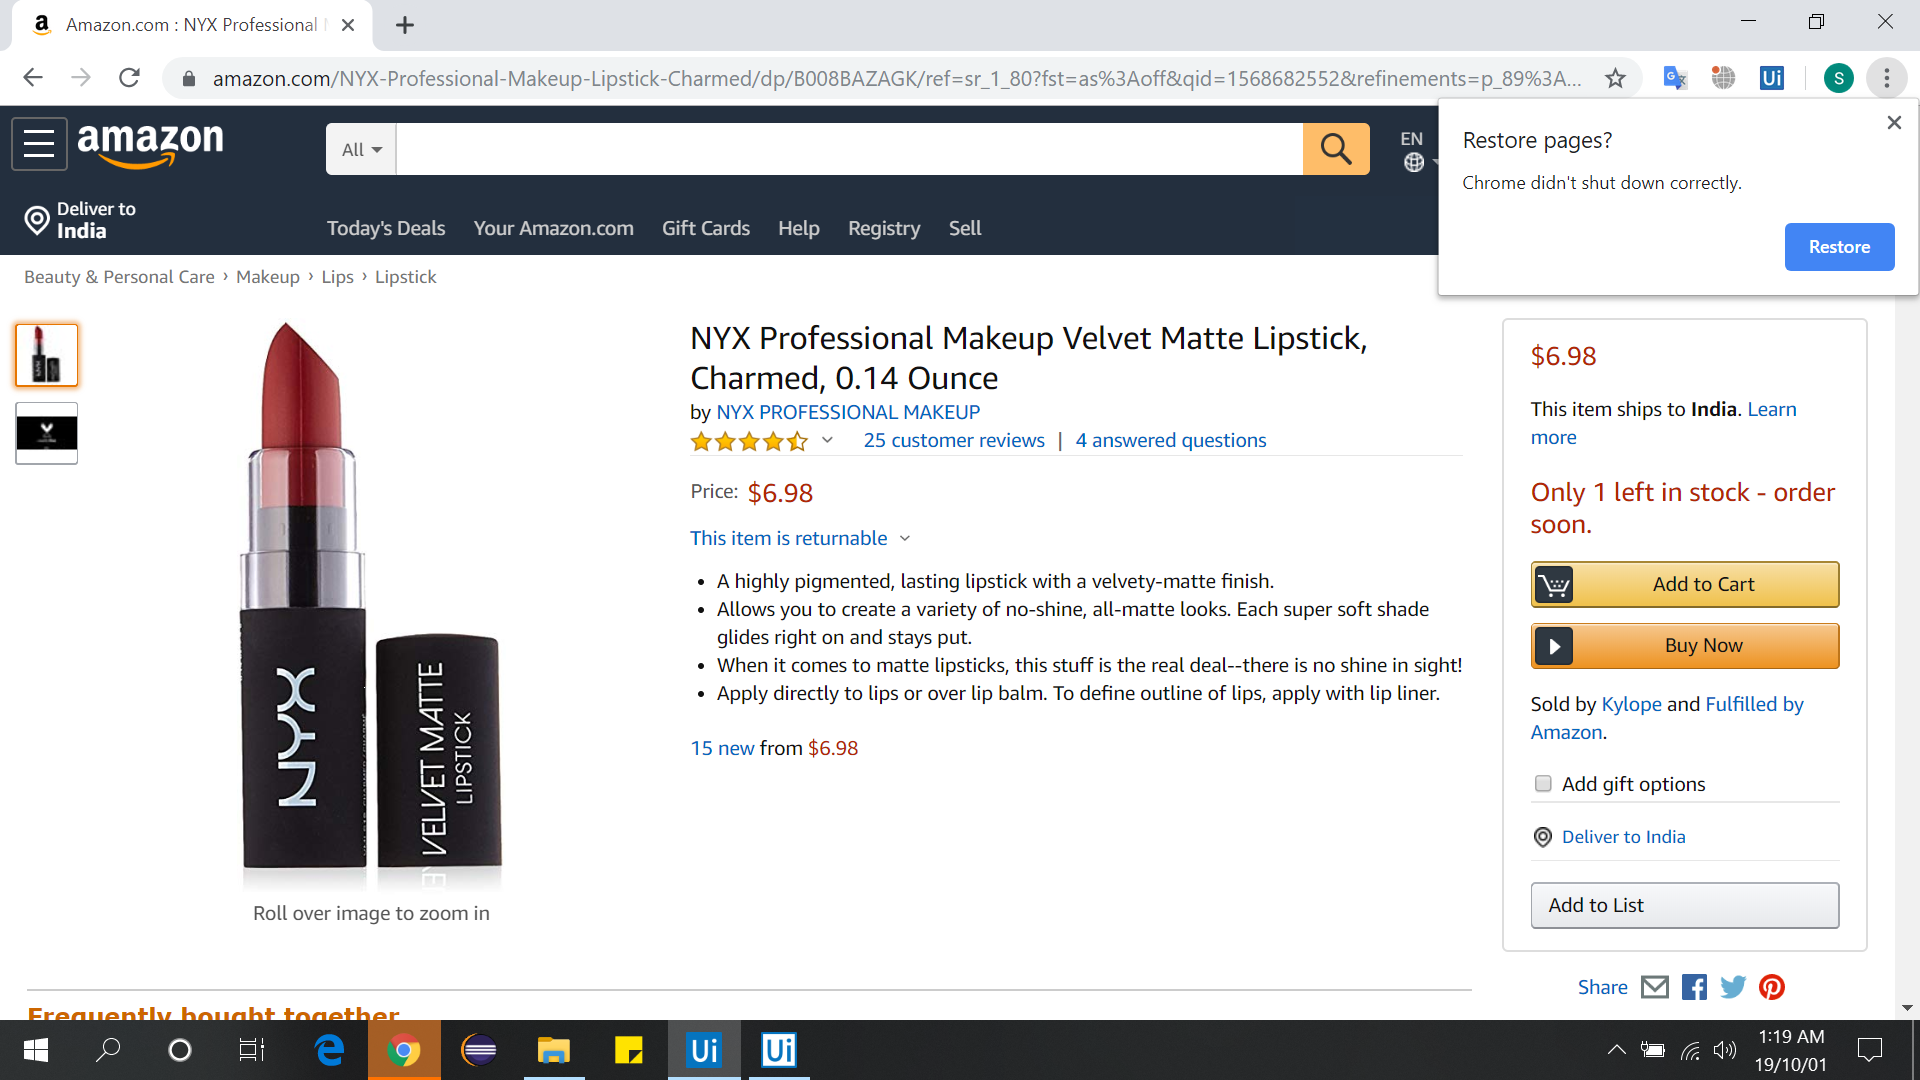 Amazon.com : NYX Professional
amazon.com/NYX-Professional-Makeup-Lipstick-Charmed/dp/B008BAZAGK/ref=sr_1_80?fst=as%3Aoff&qid=1568682552&refinements=p_89%3A...
Ui
S
Restore pages?
Chrome didn't shut down correctly.
Restore
amazon
All
EN
Deliver to
India
Today's Deals Your Amazon.com Gift Cards Help Registry Sell
Beauty & Personal Care › Makeup › Lips › Lipstick
NYX
VELVET MATTE
LIPSTICK
Roll over image to zoom in
NYX Professional Makeup Velvet Matte Lipstick,
Charmed, 0.14 Ounce
by NYX PROFESSIONAL MAKEUP
25 customer reviews | 4 answered questions
Price: $6.98
This item is returnable
• A highly pigmented, lasting lipstick with a velvety-matte finish.
• Allows you to create a variety of no-shine, all-matte looks. Each super soft shade
glides right on and stays put.
• When it comes to matte lipsticks, this stuff is the real deal--there is no shine in sight!
• Apply directly to lips or over lip balm. To define outline of lips, apply with lip liner.
15 new from $6.98
$6.98
This item ships to India. Learn
more
Only 1 left in stock - order
soon.
Add to Cart
Buy Now
Sold by Kylope and Fulfilled by
Amazon.
Add gift options
Deliver to India
Add to List
Share
Frequently bought together
Ui
Ui
1:19 AM
19/10/01